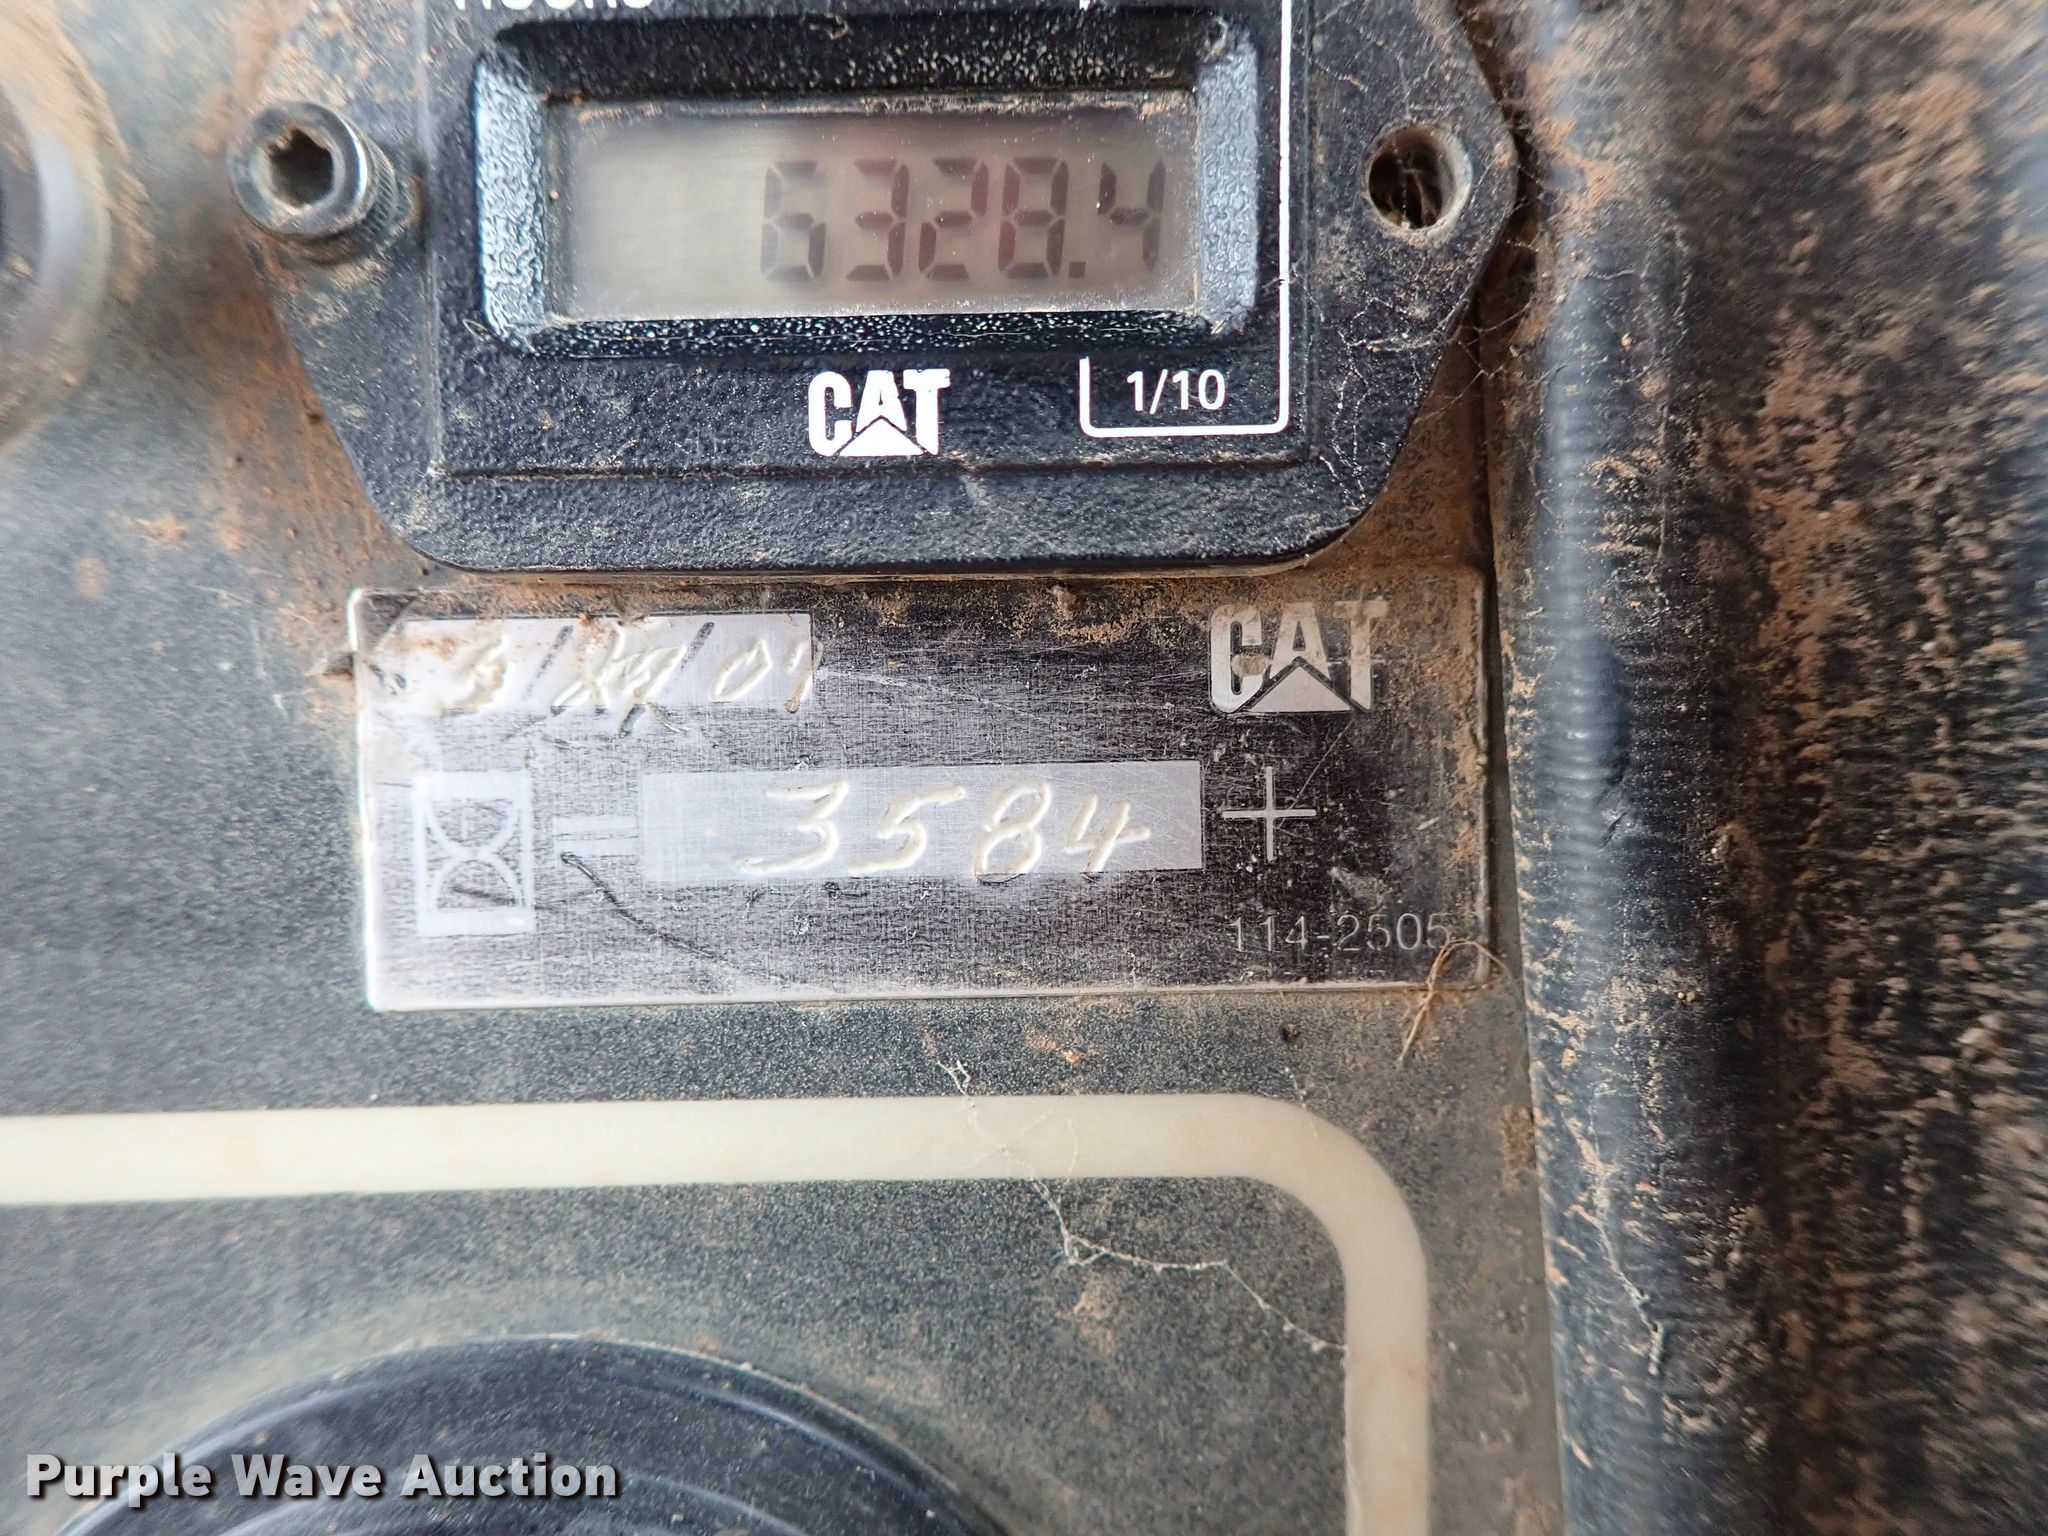 6328.4
CAT
1/10
CAT
3584
114-2505
Purple Wave Auction